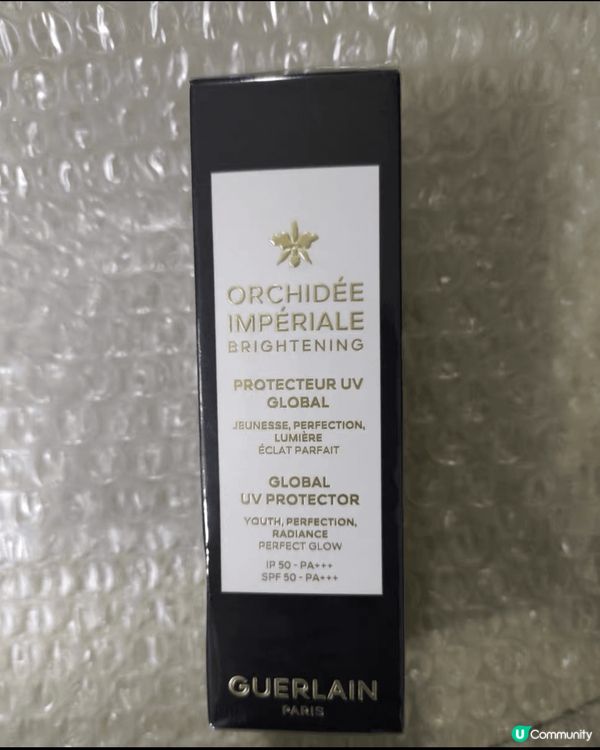 ORCHIDÉE
IMPÉRIALE
BRIGHTENING
PROTECTEUR UV
GLOBAL
JEUNESSE, PERFECTION,
LUMIÈRE
ÉCLAT PARFAIT
GLOBAL
UV PROTECTOR
YOUTH, PERFECTION,
RADIANCE
PERFECT GLOW
IP 50 - PA+++
SPF 50 - PA+++
GUERLAIN
PARIS
U Community